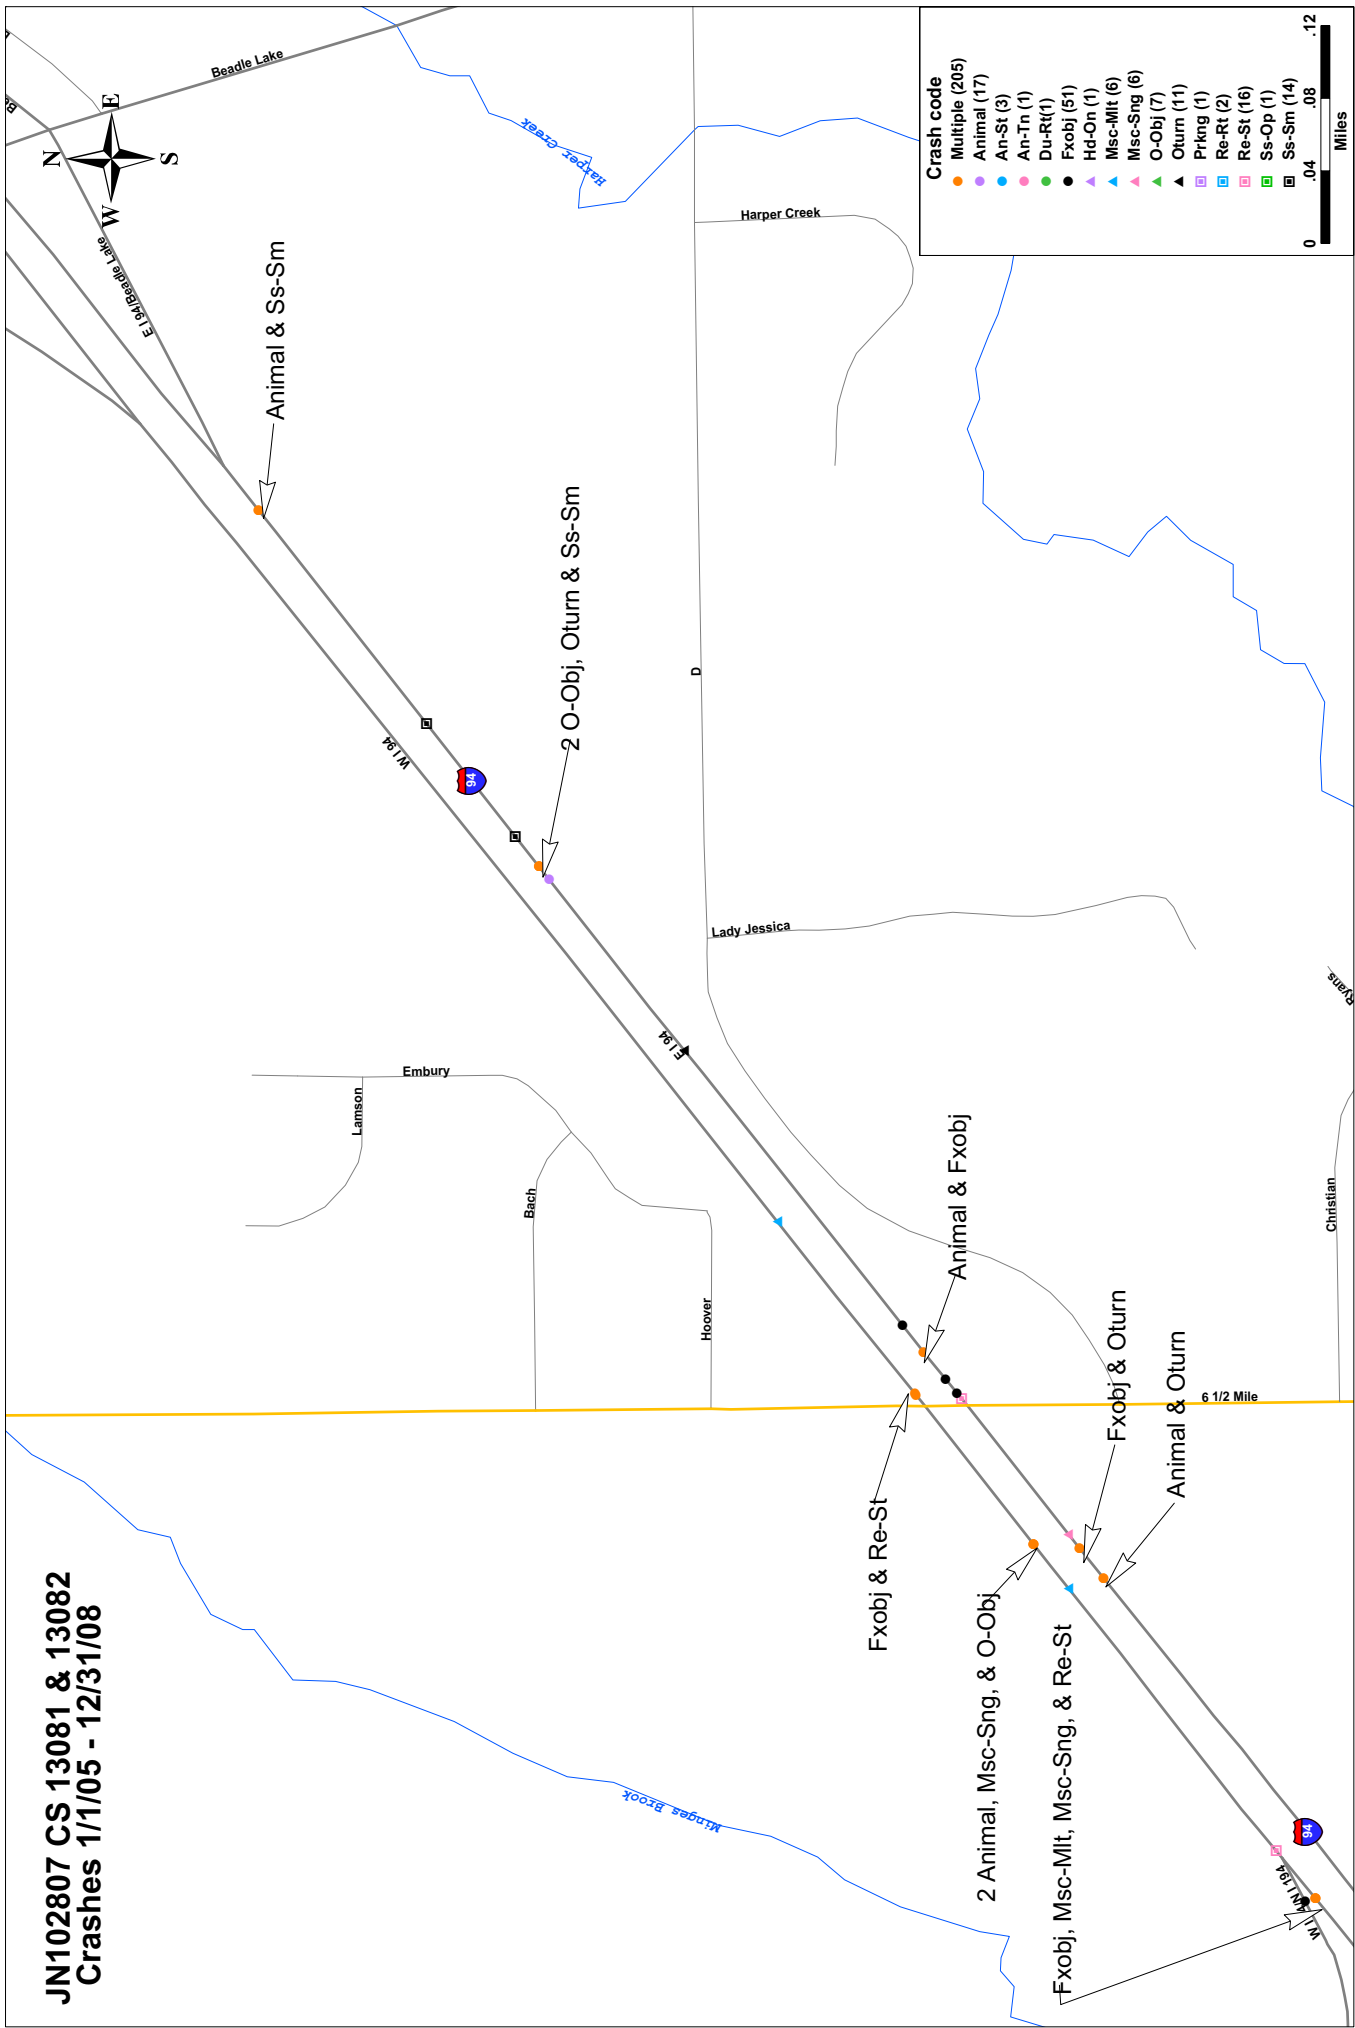 JN102807 CS 13081 & 13082
Crashes 1/1/05 - 12/31/08
N
E
S
W
Beadle Lake
Be
E I 94/Beadle Lake
Animal & Ss-Sm
Harper Creek
Harper Creek
2 O-Obj, Oturn & Ss-Sm
W I 94
94
D
Lady Jessica
Ryans
E I 94
Embury
Lamson
Bach
Hoover
Christian
Animal & Fxobj
6 1/2 Mile
Fxobj & Oturn
Animal & Oturn
Fxobj & Re-St
2 Animal, Msc-Sng, & O-Obj
Fxobj, Msc-Mlt, Msc-Sng, & Re-St
Minges Brook
94
Crash code
Multiple (205)
Animal (17)
An-St (3)
An-Tn (1)
Du-Rt(1)
Fxobj (51)
Hd-On (1)
Msc-Mlt (6)
Msc-Sng (6)
O-Obj (7)
Oturn (11)
Prkng (1)
Re-Rt (2)
Re-St (16)
Ss-Op (1)
Ss-Sm (14)
0 .04 .08 .12
Miles